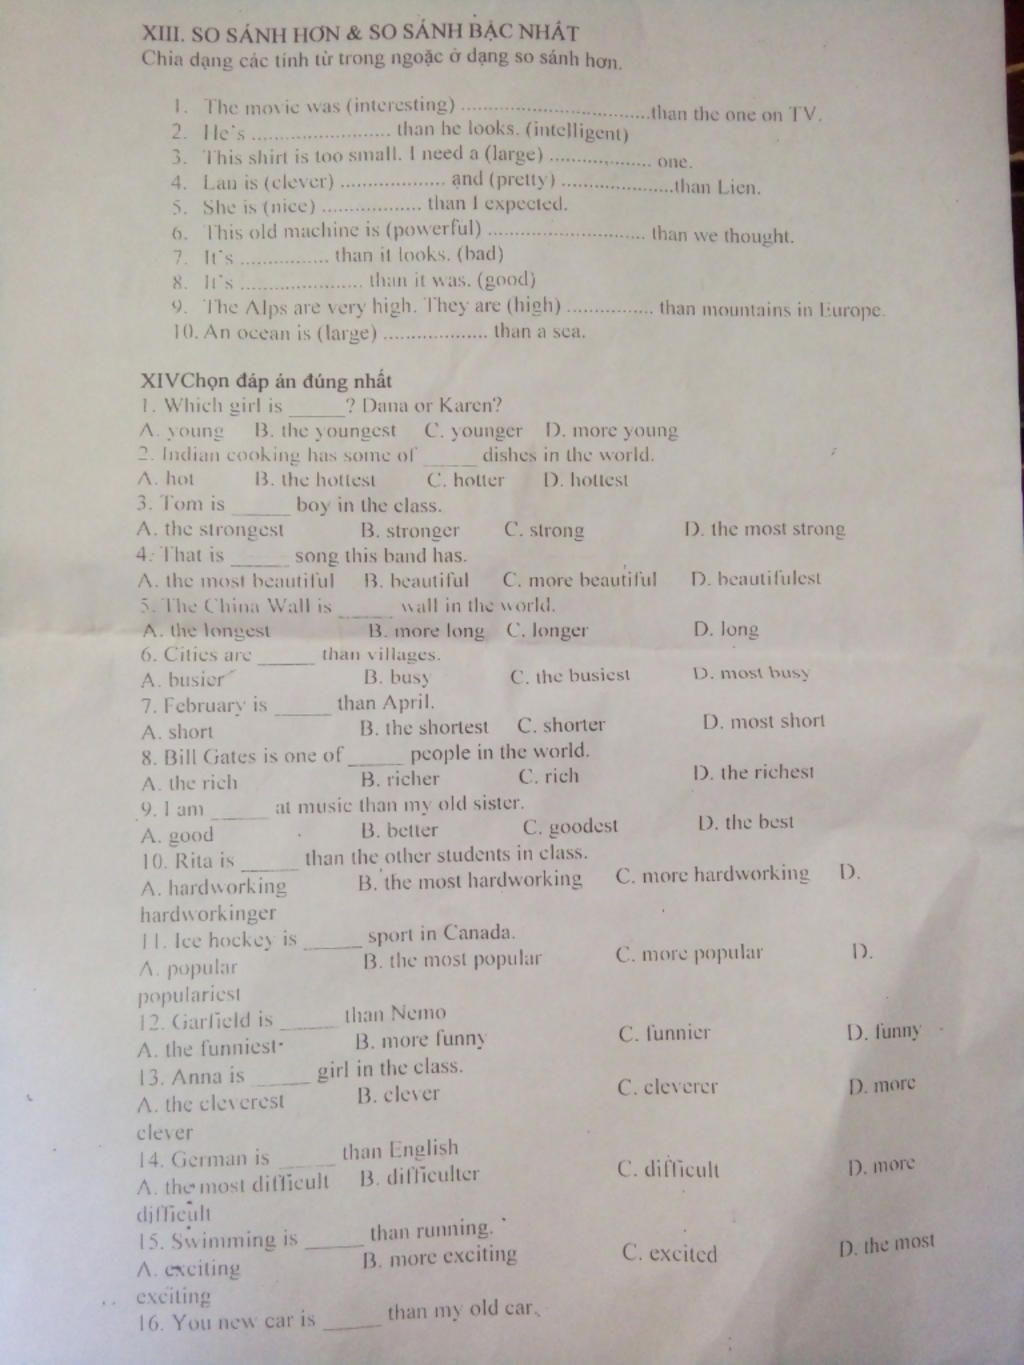 XIII. SO SÁNH HƠN & SO SÁNH BẬC NHẤT
Chia dạng các tính từ trong ngoặc ở dạng so sánh hơn.
1. The movie was (interesting) ....................................than the one on TV.
2. He's .......................... than he looks. (intelligent)
3. This shirt is too small. I need a (large) ................... one.
4. Lan is (clever) ................... and (pretty) .....................than Lien.
5. She is (nice) ................... than I expected.
6. This old machine is (powerful) .............................. than we thought.
7. It's ................ than it looks. (bad)
8. It's ....................... than it was. (good)
9. The Alps are very high. They are (high) ................ than mountains in Europe.
10. An ocean is (large) ................... than a sea.
XIVChọn đáp án đúng nhất
1. Which girl is _____? Dana or Karen?
A. young B. the youngest C. younger D. more young
2. Indian cooking has some of _____ dishes in the world.
A. hot B. the hottest C. hotter D. hottest
3. Tom is _____ boy in the class.
A. the strongest B. stronger C. strong D. the most strong
4. That is _____ song this band has.
A. the most beautiful B. beautiful C. more beautiful D. beautifulest
5. The China Wall is _____ wall in the world.
A. the longest B. more long C. longer D. long
6. Cities are _____ than villages.
A. busier B. busy C. the busiest D. most busy
7. February is _____ than April.
A. short B. the shortest C. shorter D. most short
8. Bill Gates is one of _____ people in the world.
A. the rich B. richer C. rich D. the richest
9. I am _____ at music than my old sister.
A. good B. better C. goodest D. the best
10. Rita is _____ than the other students in class.
A. hardworking B. the most hardworking C. more hardworking D.
hardworkinger
11. Ice hockey is _____ sport in Canada.
A. popular B. the most popular C. more popular D.
populariest
12. Garfield is _____ than Nemo
A. the funniest B. more funny C. funnier D. funny
13. Anna is _____ girl in the class.
A. the cleverest B. clever C. cleverer D. more
clever
14. German is _____ than English
A. the most difficult B. difficulter C. difficult D. more
difficult
15. Swimming is _____ than running.
A. exciting B. more exciting C. excited D. the most
exciting
16. You new car is _____ than my old car.